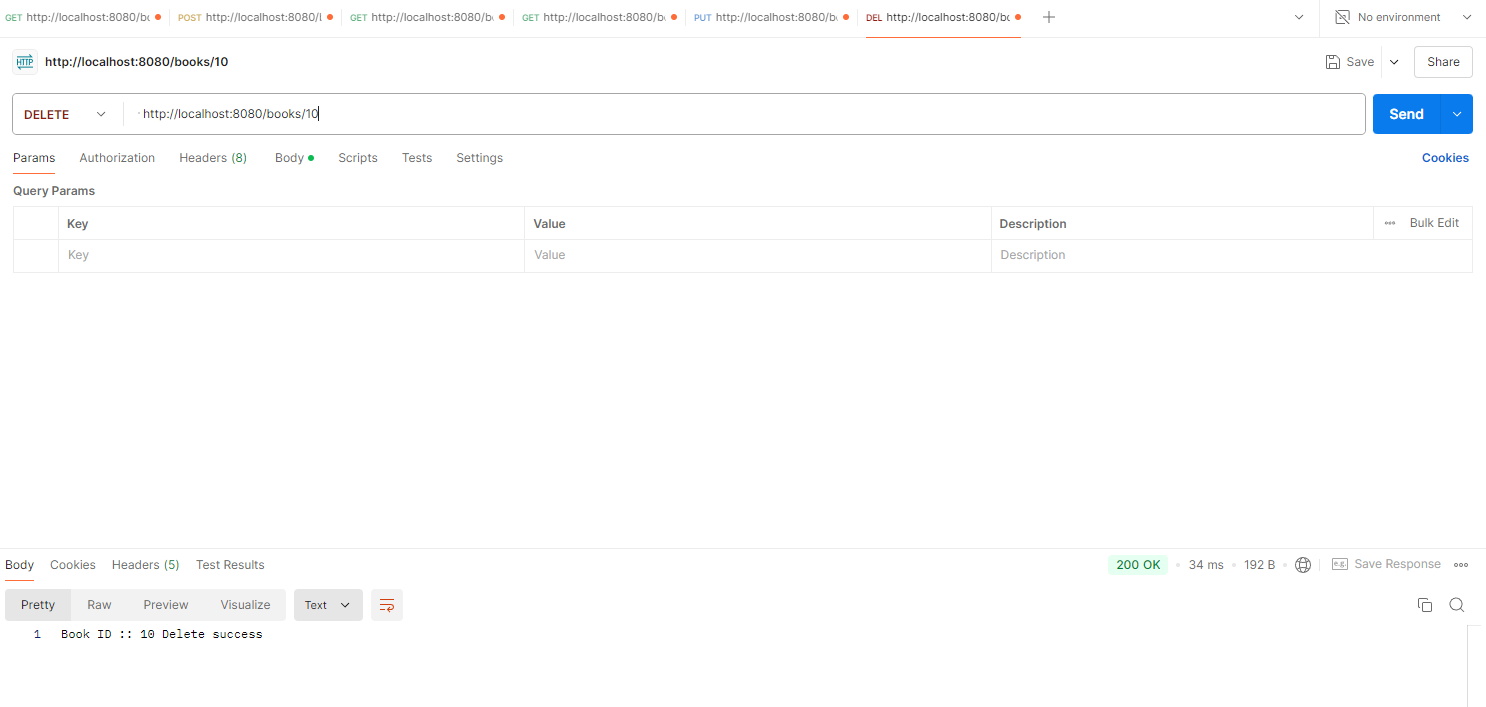 GET http://localhost:8080/bo POST http://localhost:8080/ GET http://localhost:8080/bo GET http://localhost:8080/bo PUT http://localhost:8080/b DEL http://localhost:8080/bo No environment
HTTP http://localhost:8080/books/10 Save Share
DELETE http://localhost:8080/books/10 Send
Params Authorization Headers (8) Body Scripts Tests Settings Cookies
Query Params
Key Value Description Bulk Edit
Key Value Description
Body Cookies Headers (5) Test Results 200 OK 34 ms 192 B e.g. Save Response
Pretty Raw Preview Visualize Text
1 Book ID :: 10 Delete success